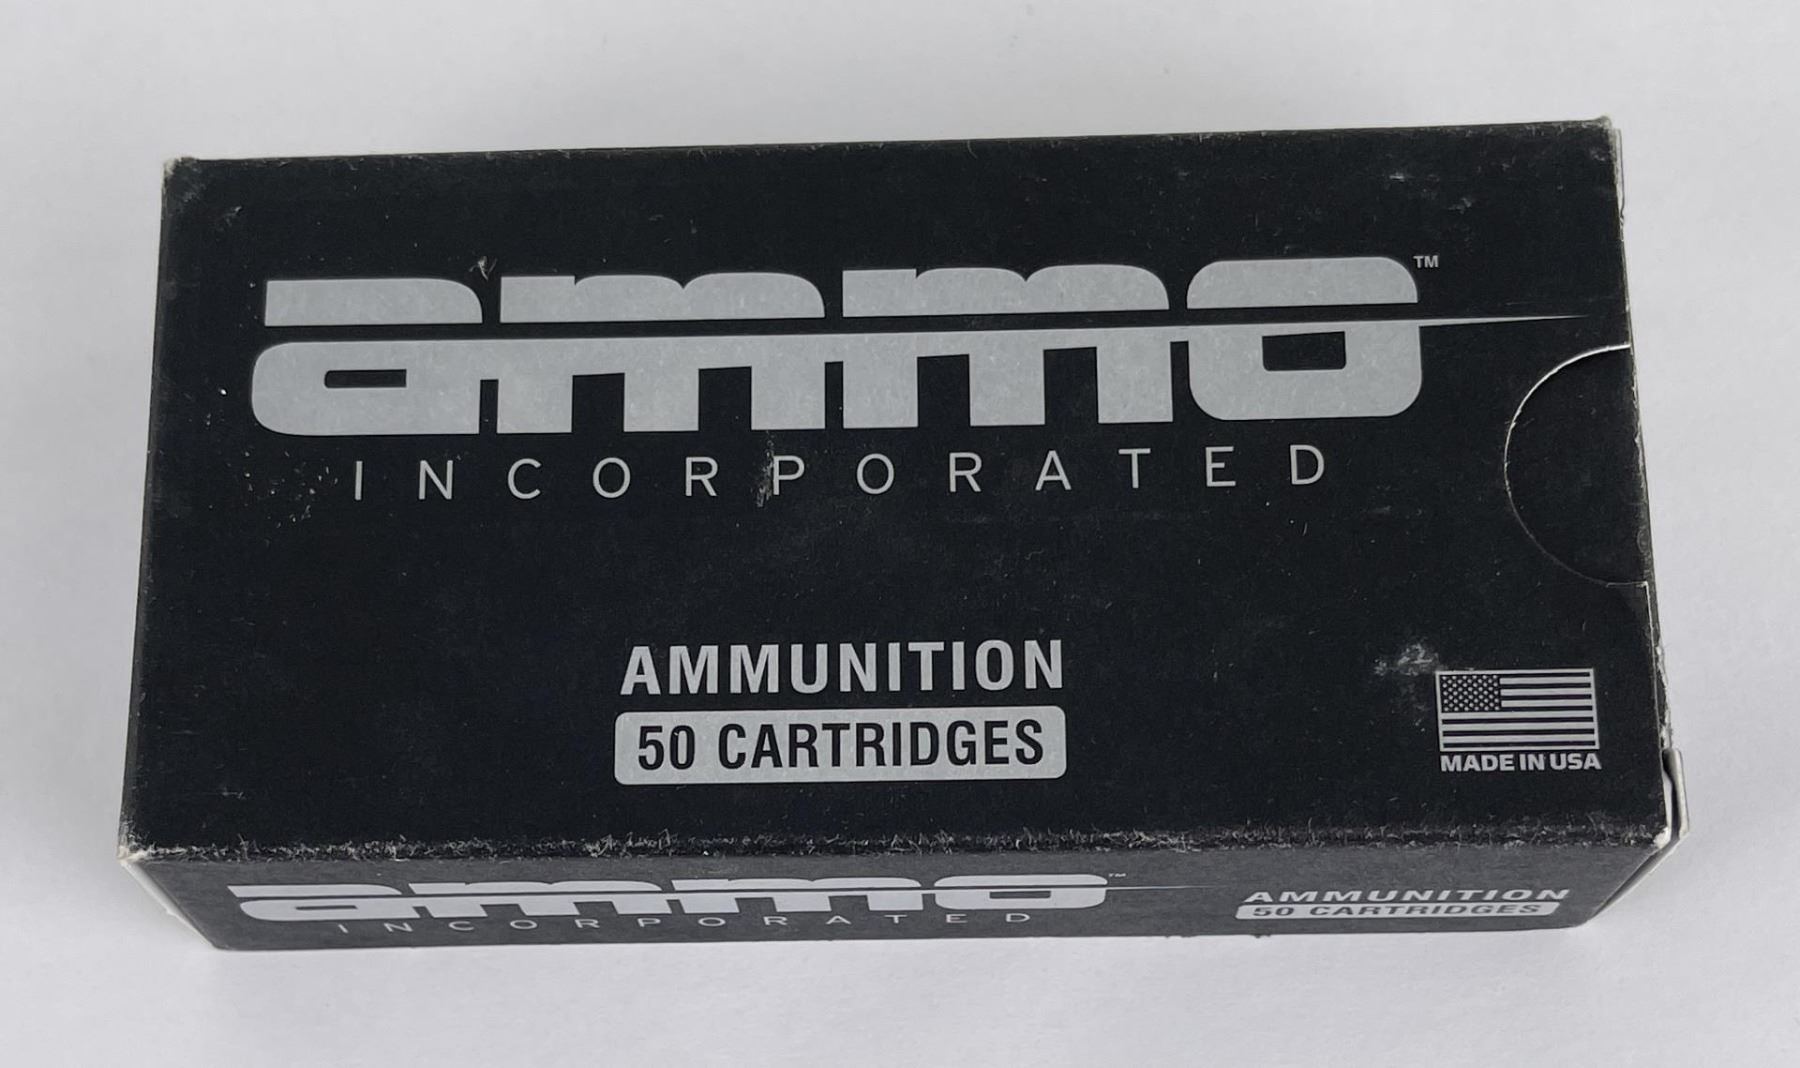 ammo™
INCORPORATED
AMMUNITION
50 CARTRIDGES
MADE IN USA
ammo™
INCORPORATED
AMMUNITION
50 CARTRIDGES